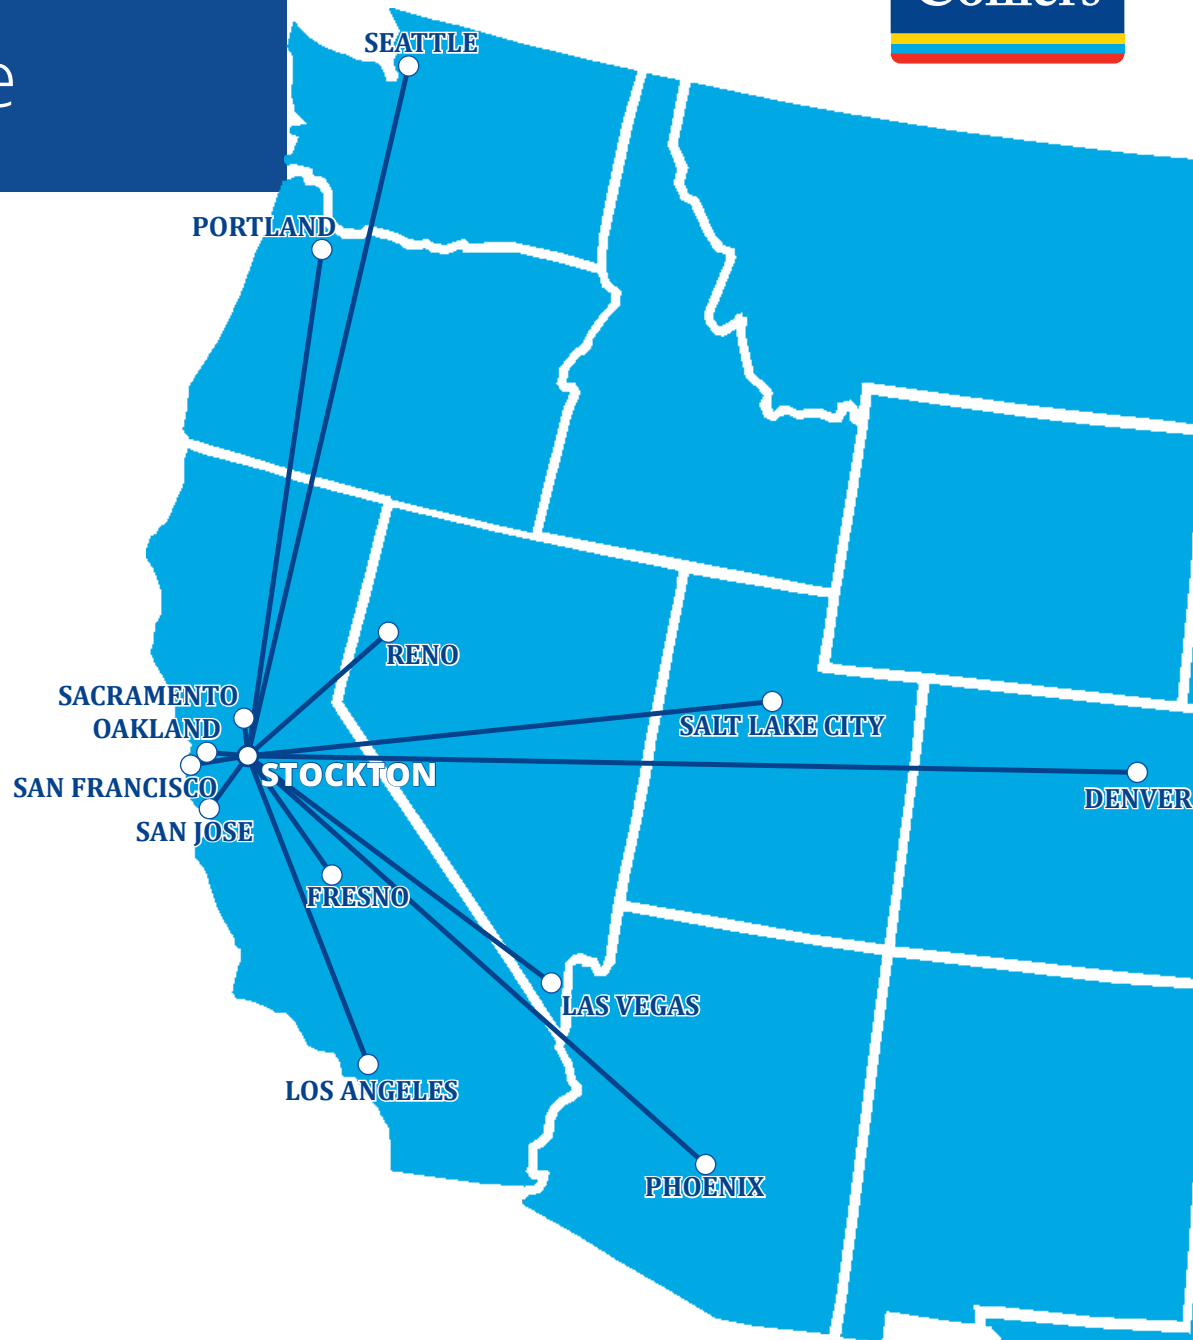 e
Colliers
SEATTLE
PORTLAND
RENO
SACRAMENTO
OAKLAND
SALT LAKE CITY
STOCKTON
SAN FRANCISCO
DENVER
SAN JOSE
FRESNO
LAS VEGAS
LOS ANGELES
PHOENIX